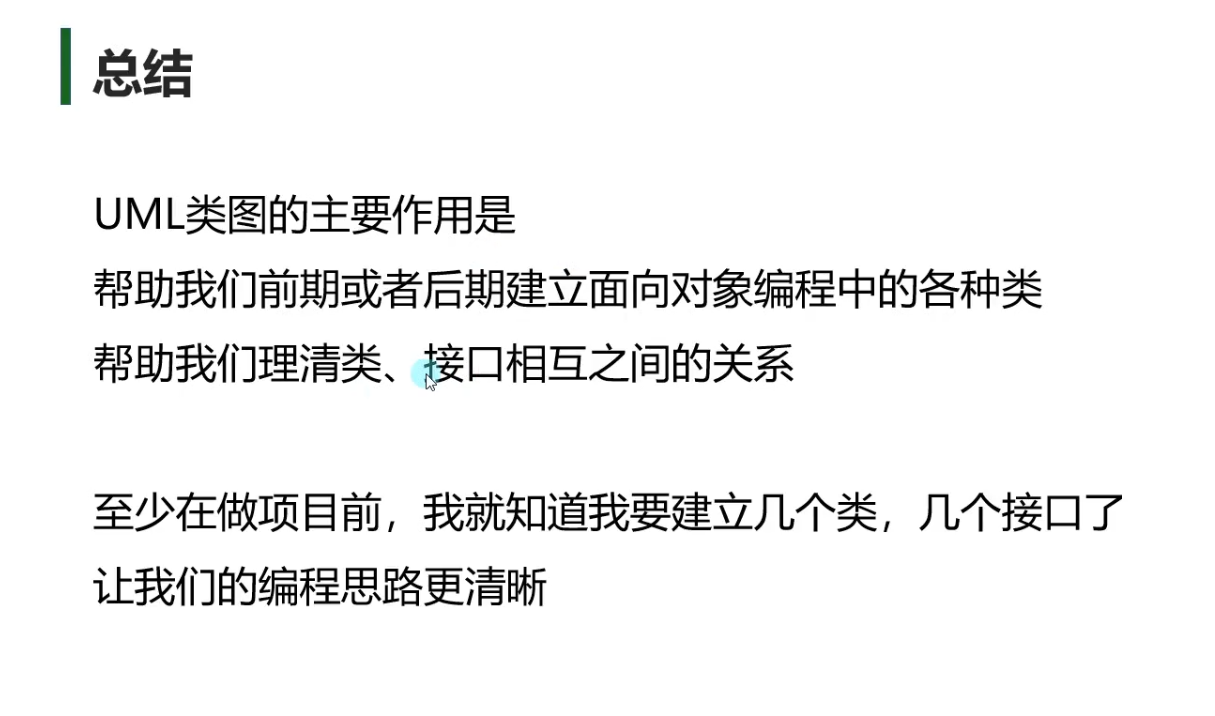 总结
UML类图的主要作用是
帮助我们前期或者后期建立面向对象编程中的各种类
帮助我们理清类、接口相互之间的关系
至少在做项目前，我就知道我要建立几个类，几个接口了
让我们的编程思路更清晰